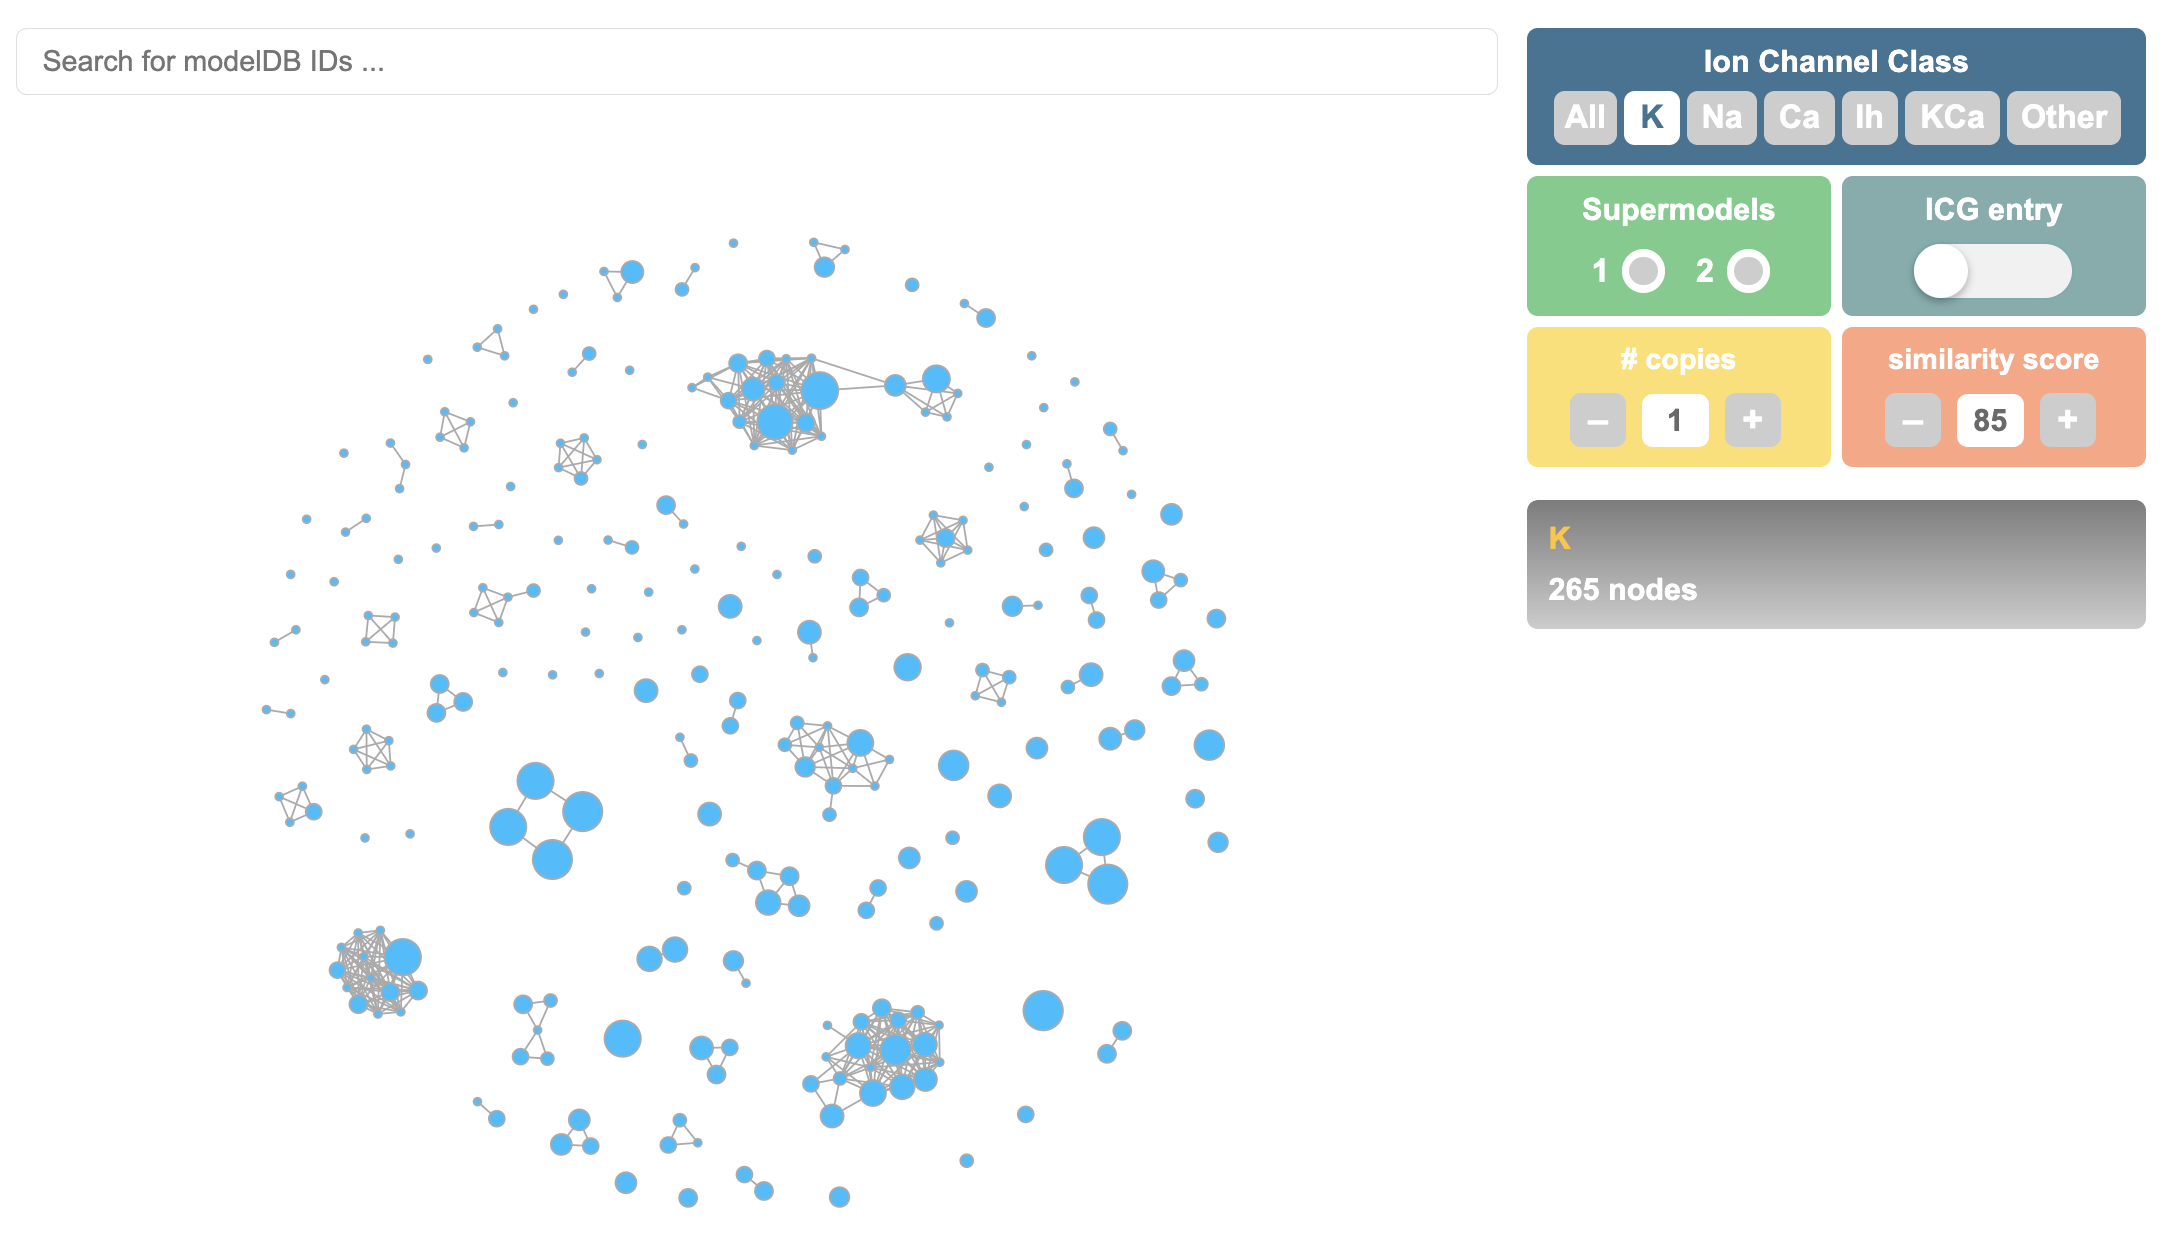 Search for modelDB IDs ...
Ion Channel Class
All K Na Ca Ih KCa Other
Supermodels
1 2
ICG entry
# copies
– 1 +
similarity score
– 85 +
K
265 nodes